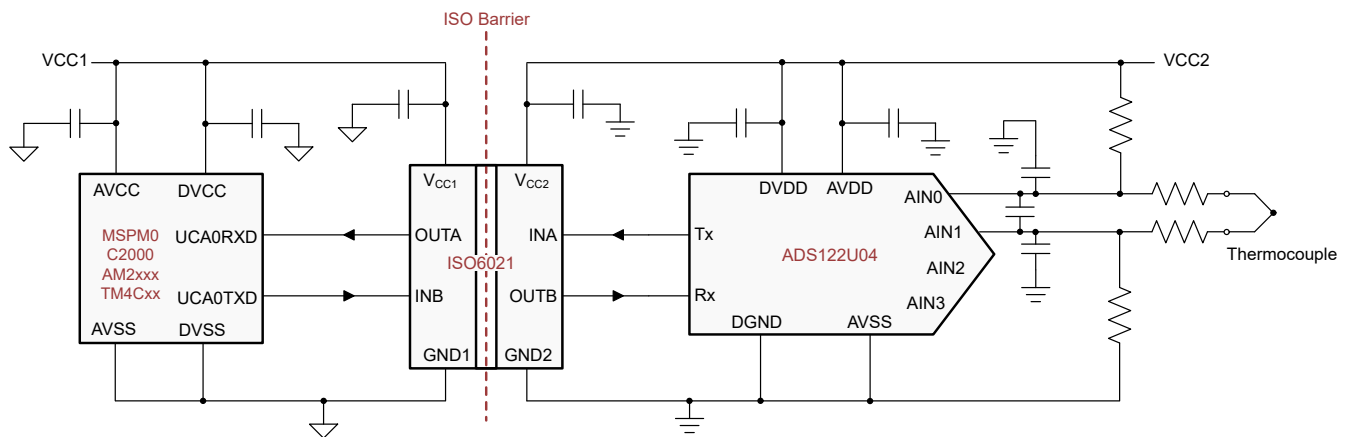 ISO Barrier
VCC1
VCC2
AVCC
DVCC
MSPM0
C2000
AM2xxx
TM4Cxx
UCA0RXD
UCA0TXD
AVSS
DVSS
VCC1
VCC2
OUTA
INA
ISO6021
INB
OUTB
GND1
GND2
DVDD
AVDD
Tx
Rx
ADS122U04
AIN0
AIN1
AIN2
AIN3
DGND
AVSS
Thermocouple